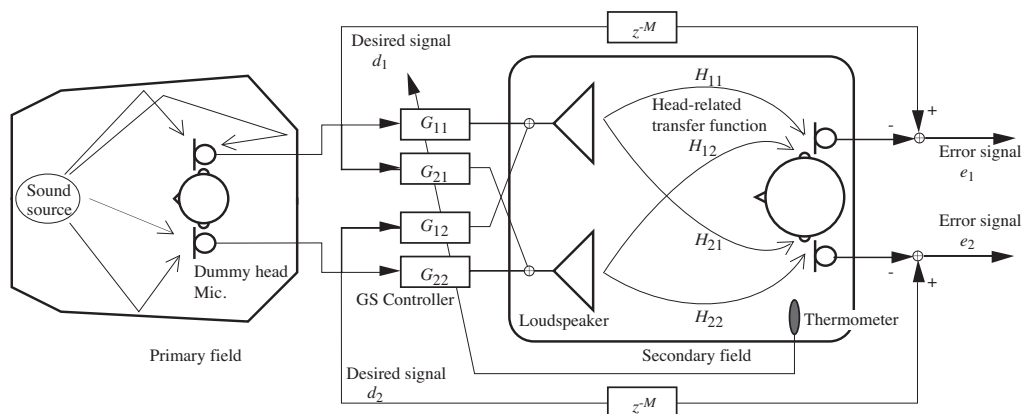 z-M
Desired signal
d1
H11
G11
Head-related
transfer function
+
-
H12
Error signal
e1
G21
Sound
source
G12
Error signal
e2
H21
G22
-
+
Dummy head
Mic.
GS Controller
Loudspeaker
H22
Thermometer
Primary field
Secondary field
Desired signal
d2
z-M